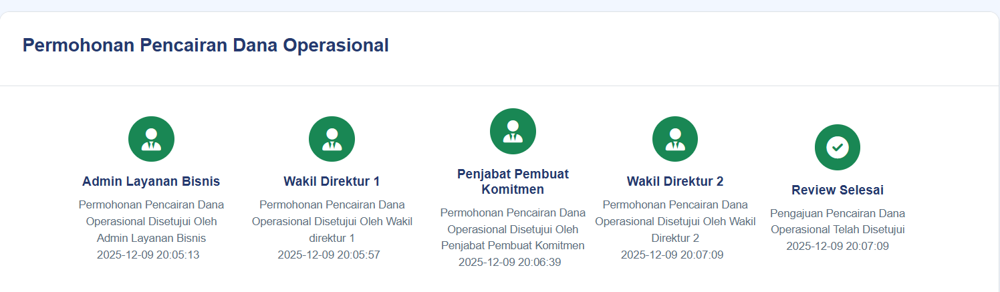 Permohonan Pencairan Dana Operasional
Admin Layanan Bisnis
Permohonan Pencairan Dana
Operasional Disetujui Oleh
Admin Layanan Bisnis
2025-12-09 20:05:13
Wakil Direktur 1
Permohonan Pencairan Dana
Operasional Disetujui Oleh Wakil
direktur 1
2025-12-09 20:05:57
Penjabat Pembuat
Komitmen
Permohonan Pencairan Dana
Operasional Disetujui Oleh
Penjabat Pembuat Komitmen
2025-12-09 20:06:39
Wakil Direktur 2
Permohonan Pencairan Dana
Operasional Disetujui Oleh Wakil
Direktur 2
2025-12-09 20:07:09
Review Selesai
Pengajuan Pencairan Dana
Operasional Telah Disetujui
2025-12-09 20:07:09